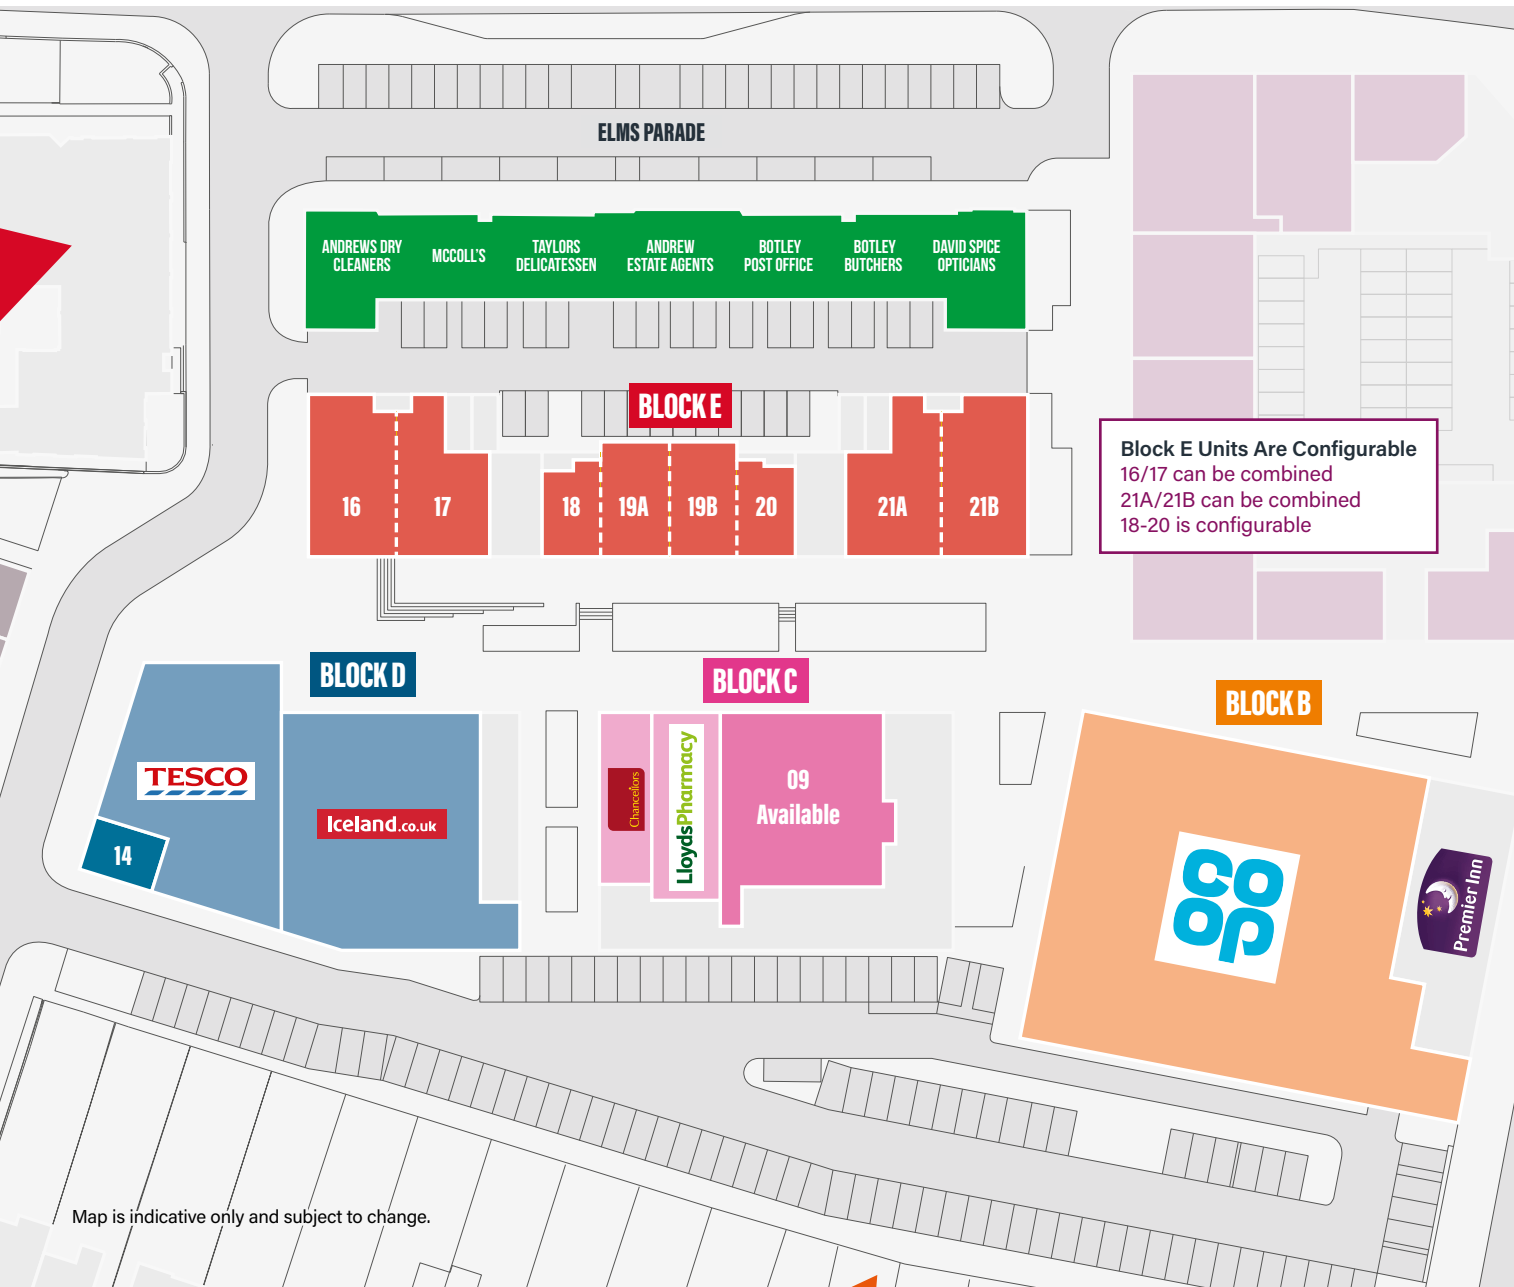 ELMS PARADE
ANDREWS DRY
CLEANERS
MCCOLL'S
TAYLORS
DELICATESSEN
ANDREW
ESTATE AGENTS
BOTLEY
POST OFFICE
BOTLEY
BUTCHERS
DAVID SPICE
OPTICIANS
BLOCK E
16
17
18
19A
19B
20
21A
21B
Block E Units Are Configurable
16/17 can be combined
21A/21B can be combined
18-20 is configurable
BLOCK D
BLOCK C
BLOCK B
TESCO
14
Iceland.co.uk
Chancellors
LloydsPharmacy
09
Available
CO
OP
Premier Inn
Map is indicative only and subject to change.